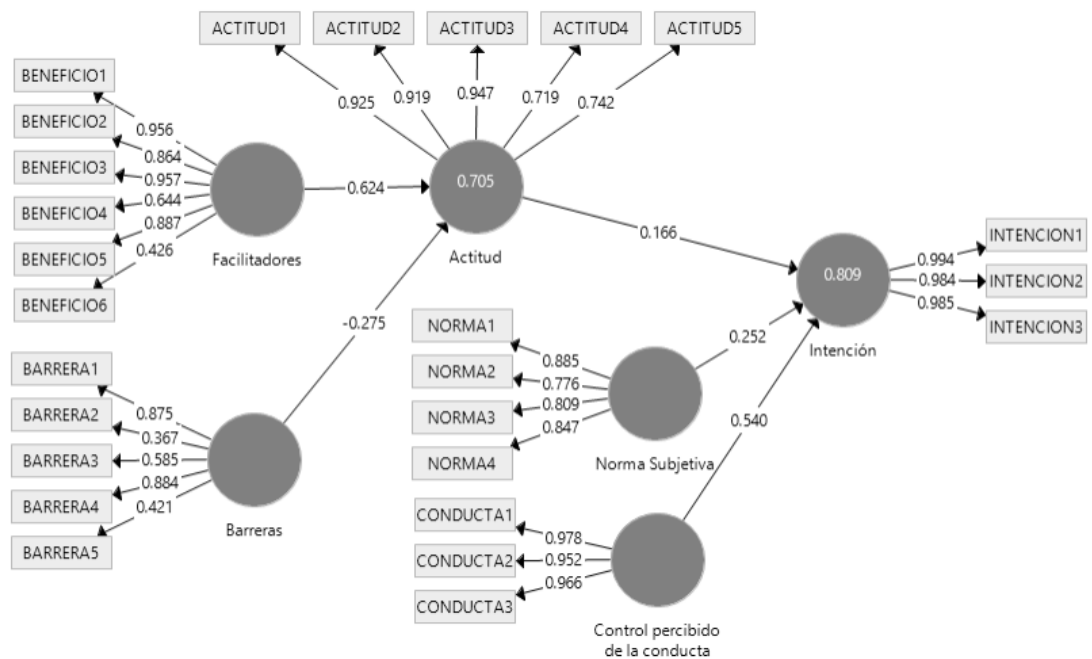 ACTITUD1
ACTITUD2
ACTITUD3
ACTITUD4
ACTITUD5
0.925
0.919
0.947
0.719
0.742
BENEFICIO1
BENEFICIO2
BENEFICIO3
BENEFICIO4
BENEFICIO5
BENEFICIO6
0.956
0.864
0.957
0.644
0.887
0.426
Facilitadores
0.624
0.705
Actitud
0.166
-0.275
BARRERA1
BARRERA2
BARRERA3
BARRERA4
BARRERA5
0.875
0.367
0.585
0.884
0.421
Barreras
NORMA1
NORMA2
NORMA3
NORMA4
0.885
0.776
0.809
0.847
Norma Subjetiva
0.252
CONDUCTA1
CONDUCTA2
CONDUCTA3
0.978
0.952
0.966
Control percibido
de la conducta
0.540
0.809
Intención
0.994
0.984
0.985
INTENCION1
INTENCION2
INTENCION3